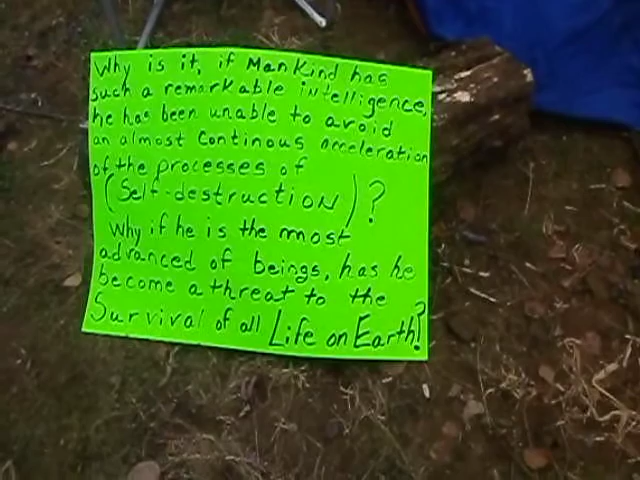 Why is it, if Mankind has
such a remarkable intelligence,
he has been unable to avoid
an almost continous acceleration
of the processes of
(Self-destruction)?
Why if he is the most
advanced of beings, has he
become a threat to the
Survival of all Life on Earth?